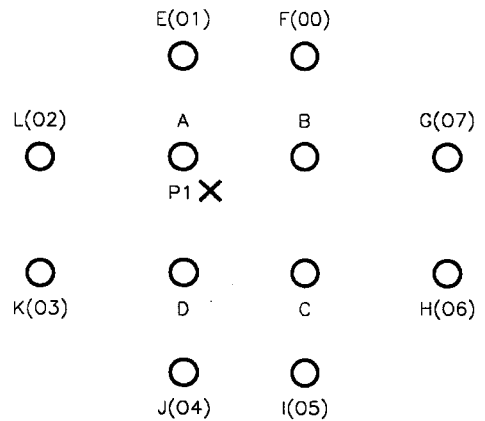 E(01) F(00)
L(02) A B G(07)
P1
K(03) D C H(06)
J(04) I(05)